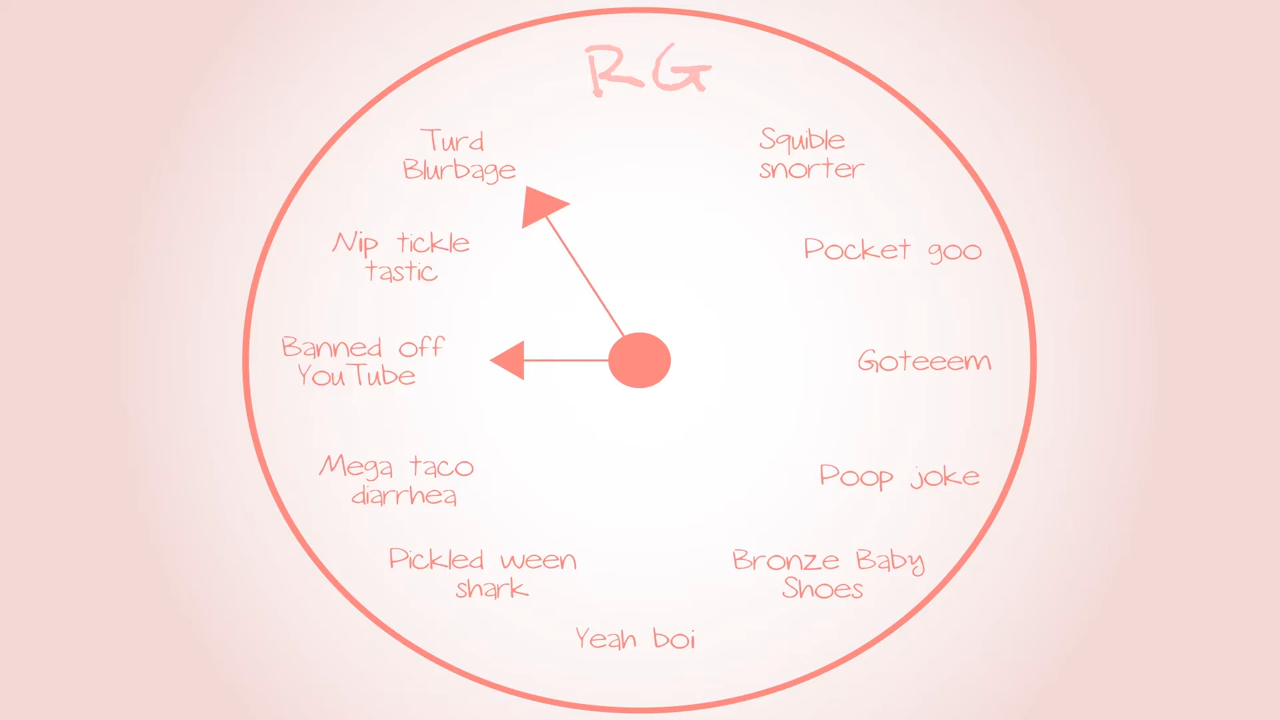 RG
Turd
Blurbage
Squible
snorter
Nip tickle
tastic
Pocket goo
Banned off
YouTube
Goteeem
Mega taco
diarrhea
Poop joke
Pickled ween
shark
Bronze Baby
Shoes
Yeah boi